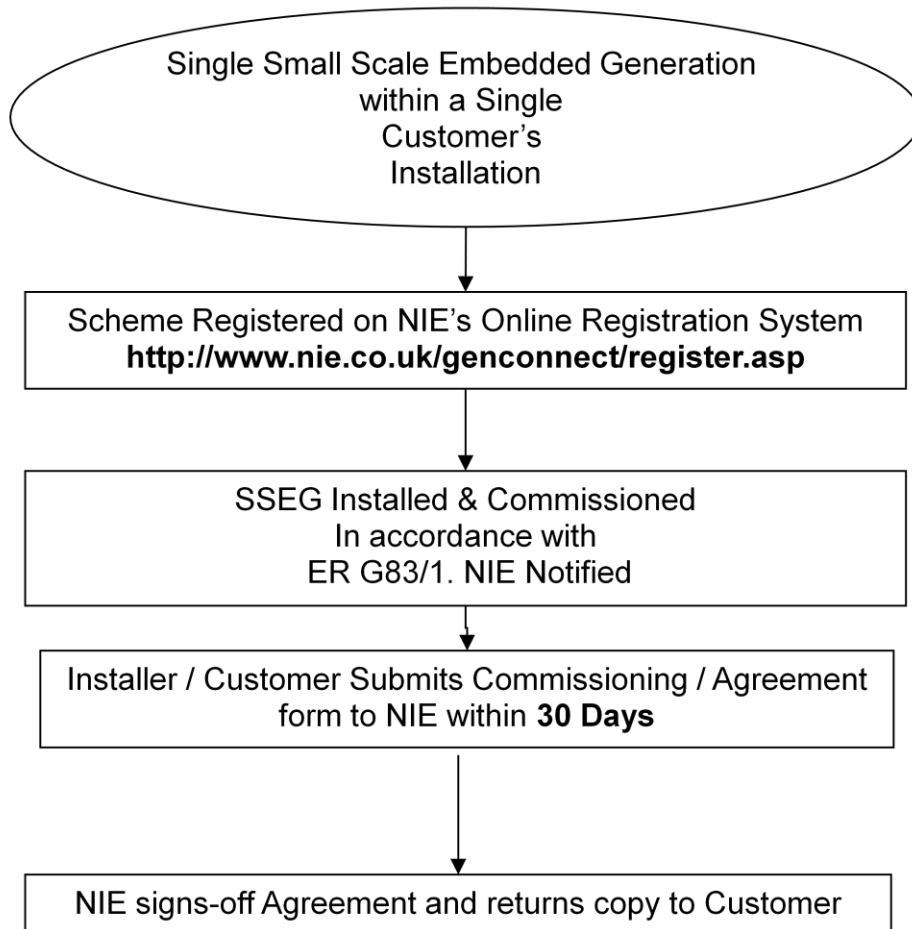 Single Small Scale Embedded Generation
within a Single
Customer’s
Installation
Scheme Registered on NIE’s Online Registration System
http://www.nie.co.uk/genconnect/register.asp
SSEG Installed & Commissioned
In accordance with
ER G83/1. NIE Notified
Installer / Customer Submits Commissioning / Agreement
form to NIE within 30 Days
NIE signs-off Agreement and returns copy to Customer